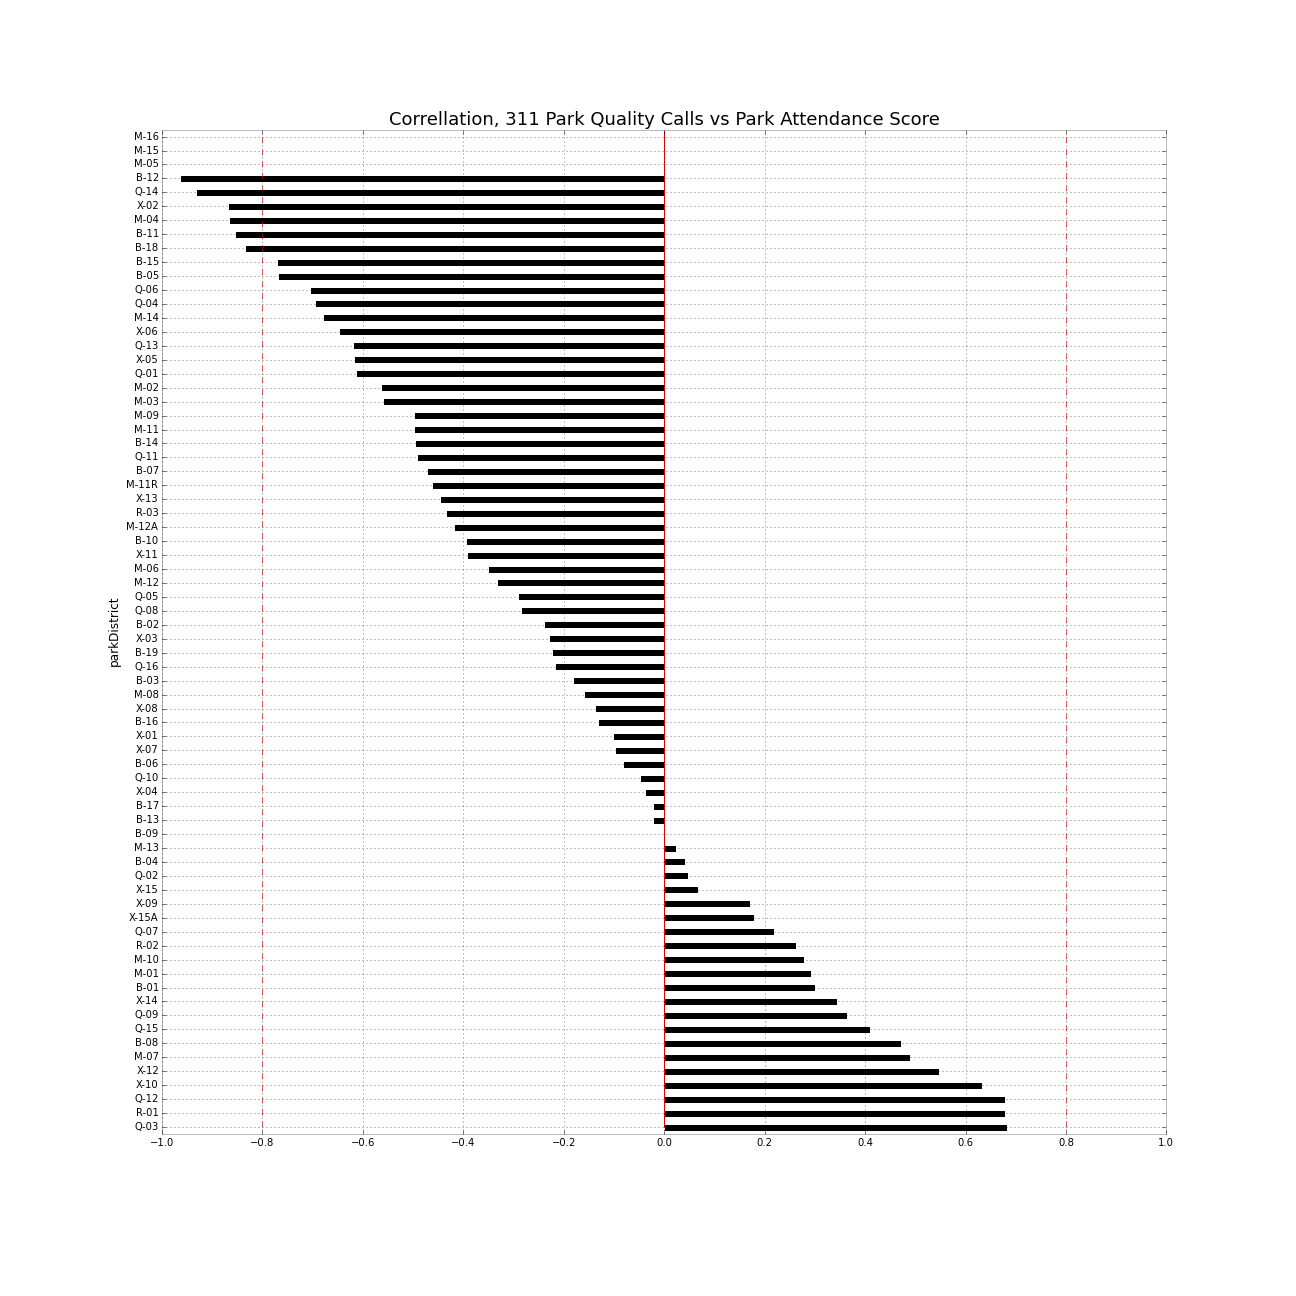 Correllation, 311 Park Quality Calls vs Park Attendance Score
M-16
M-15
M-05
B-12
Q-14
X-02
M-04
B-11
B-18
B-15
B-05
Q-06
Q-04
M-14
X-06
Q-13
X-05
Q-01
M-02
M-03
M-09
M-11
B-14
Q-11
B-07
M-11R
X-13
R-03
M-12A
B-10
X-11
M-06
M-12
Q-05
Q-08
B-02
X-03
B-19
Q-16
B-03
M-08
X-08
B-16
X-01
X-07
B-06
Q-10
X-04
B-17
B-13
B-09
M-13
B-04
Q-02
X-15
X-09
X-15A
Q-07
R-02
M-10
M-01
B-01
X-14
Q-09
Q-15
B-08
M-07
X-12
X-10
Q-12
R-01
Q-03
parkDistrict
−1.0 −0.8 −0.6 −0.4 −0.2 0.0 0.2 0.4 0.6 0.8 1.0